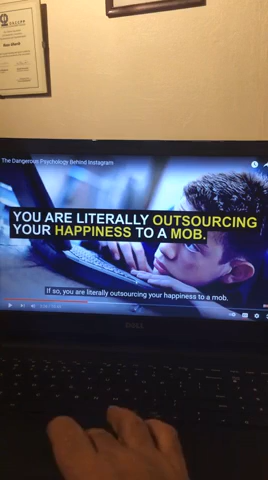 The Dangerous Psychology Behind Instagram
YOU ARE LITERALLY OUTSOURCING
YOUR HAPPINESS TO A MOB.
If so, you are literally outsourcing your happiness to a mob.
DELL